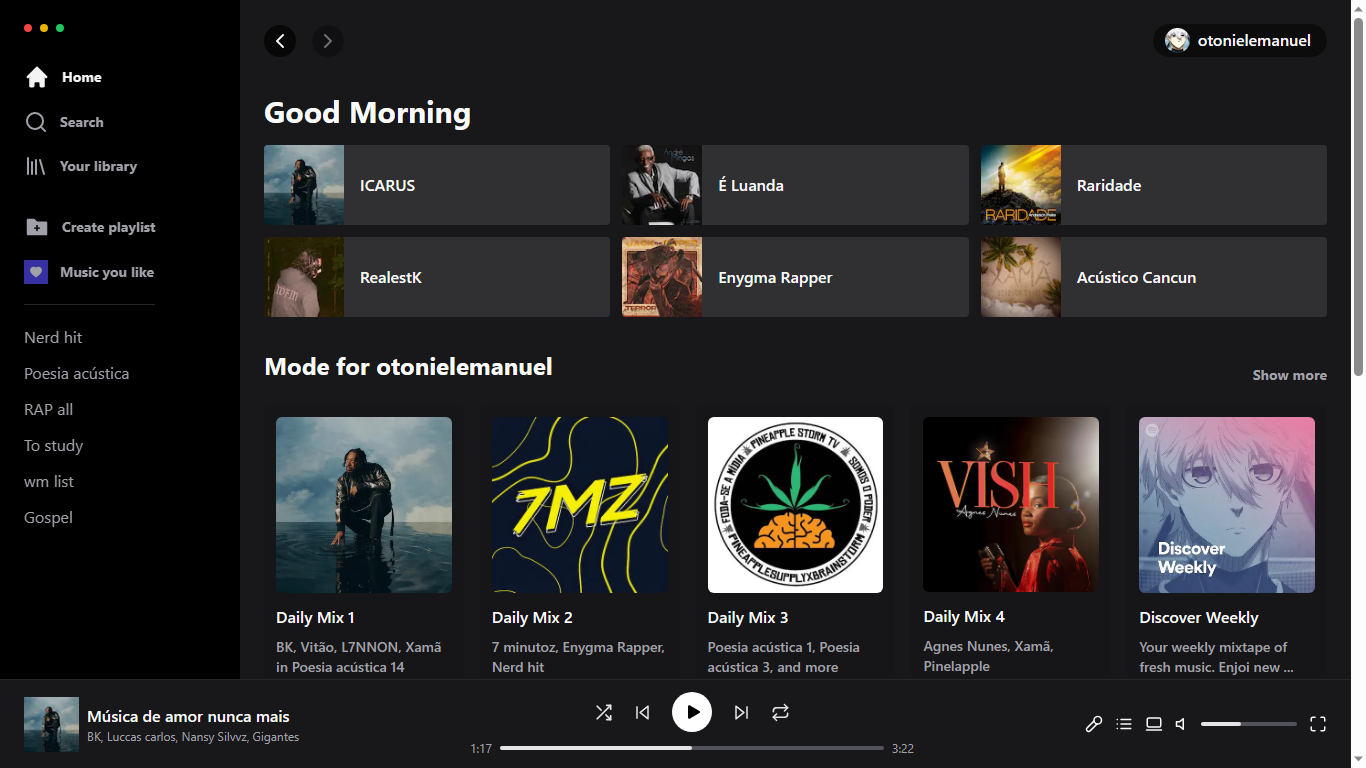 otonielemanuel
Home
Search
Your library
Create playlist
Music you like
Nerd hit
Poesia acústica
RAP all
To study
wm list
Gospel
Good Morning
ICARUS
André Mingas
É Luanda
RARIDADE
Raridade
RealestK
Enygma Rapper
XAMÃ
Acústico Cancun
Mode for otonielemanuel
Show more
Daily Mix 1
BK, Vitão, L7NNON, Xamã
in Poesia acústica 14
7MZ
Daily Mix 2
7 minutoz, Enygma Rapper,
Nerd hit
PINEAPPLE STORM TV
SOMOS O PODER
FODA-SE A MÍDIA
PINEAPPLESUPPLYXBRAINSTORM
Daily Mix 3
Poesia acústica 1, Poesia
acústica 3, and more
VISH
Agnes Nunes
Daily Mix 4
Agnes Nunes, Xamã,
Pinelapple
Discover
Weekly
Discover Weekly
Your weekly mixtape of
fresh music. Enjoi new ...
Música de amor nunca mais
BK, Luccas carlos, Nansy Silvvz, Gigantes
1:17
3:22